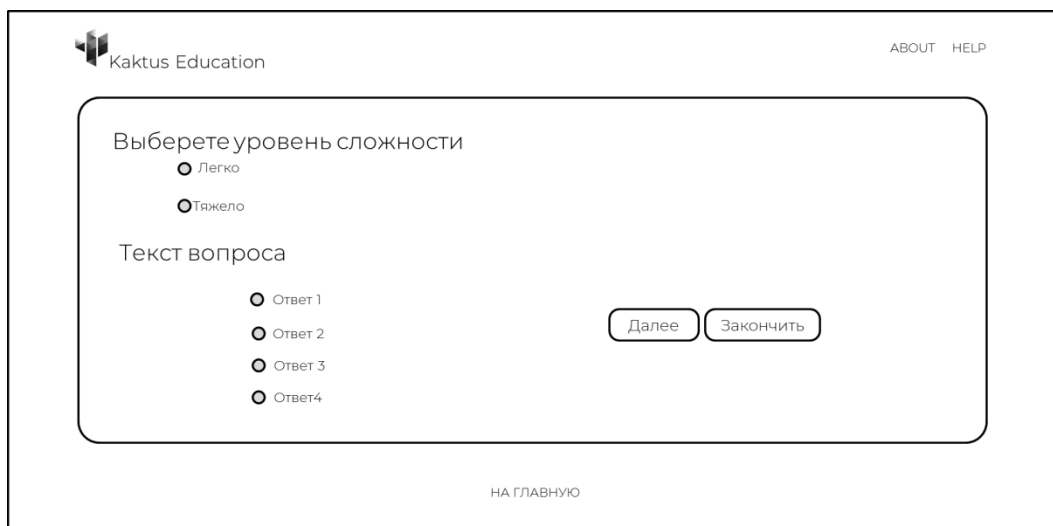 Kaktus Education
ABOUT HELP
Выберете уровень сложности
Легко
Тяжело
Текст вопроса
Ответ 1
Ответ 2
Ответ 3
Ответ4
Далее Закончить
НА ГЛАВНУЮ